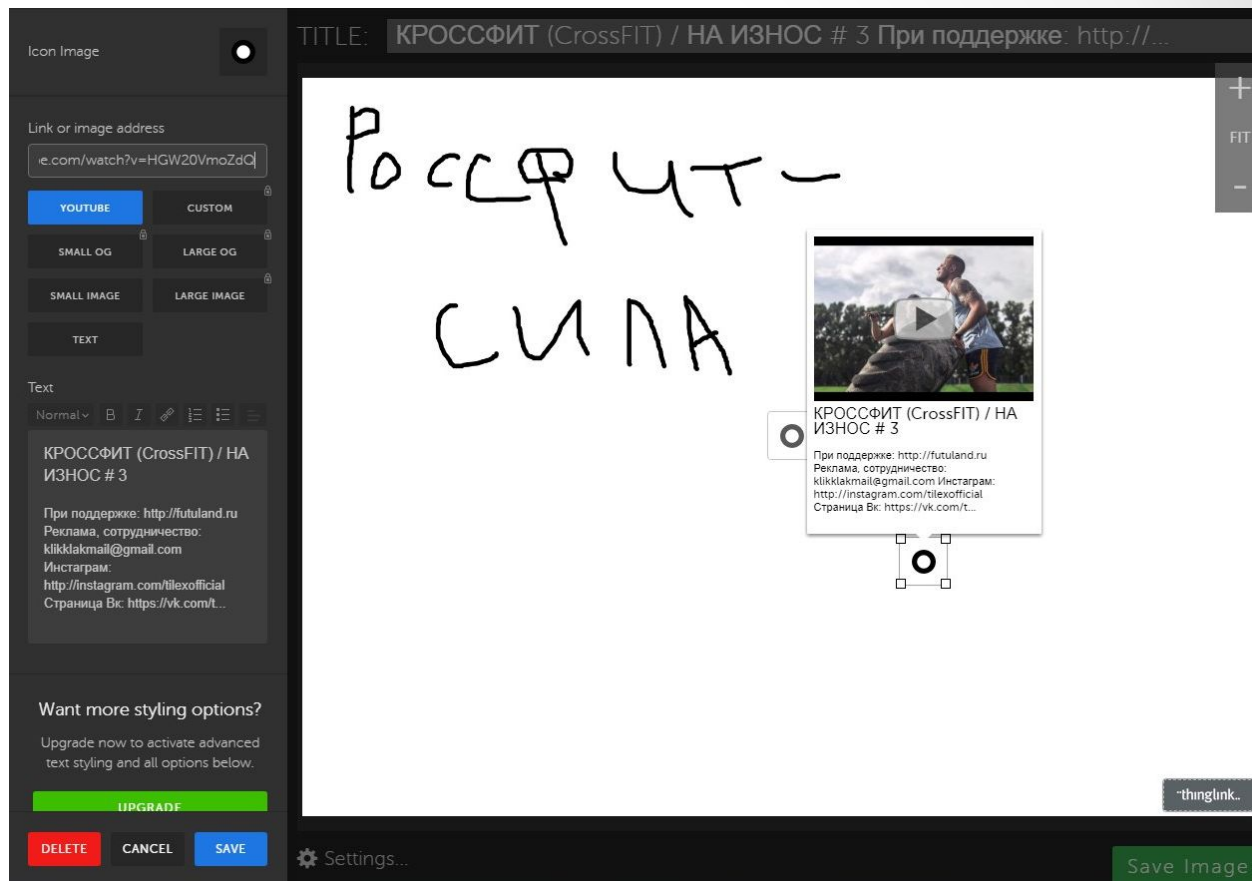 Icon Image
TITLE: КРОССФИТ (CrossFIT) / НА ИЗНОС # 3 При поддержке: http://...
Link or image address
e.com/watch?v=HGW20VmoZdQ
YOUTUBE
CUSTOM
SMALL OG
LARGE OG
SMALL IMAGE
LARGE IMAGE
TEXT
Text
Normal B I
КРОССФИТ (CrossFIT) / НА
ИЗНОС # 3
При поддержке: http://futuland.ru
Реклама, сотрудничество:
klikklakmail@gmail.com
Инстаграм:
http://instagram.com/tilexofficial
Страница Вк: https://vk.com/t...
Want more styling options?
Upgrade now to activate advanced
text styling and all options below.
UPGRADE
DELETE
CANCEL
SAVE
Россфит –
сила
КРОССФИТ (CrossFIT) / НА
ИЗНОС # 3
При поддержке: http://futuland.ru
Реклама, сотрудничество:
klikklakmail@gmail.com Инстаграм:
http://instagram.com/tilexofficial
Страница Вк: https://vk.com/t...
+
FIT
-
thinglink..
Settings...
Save Image